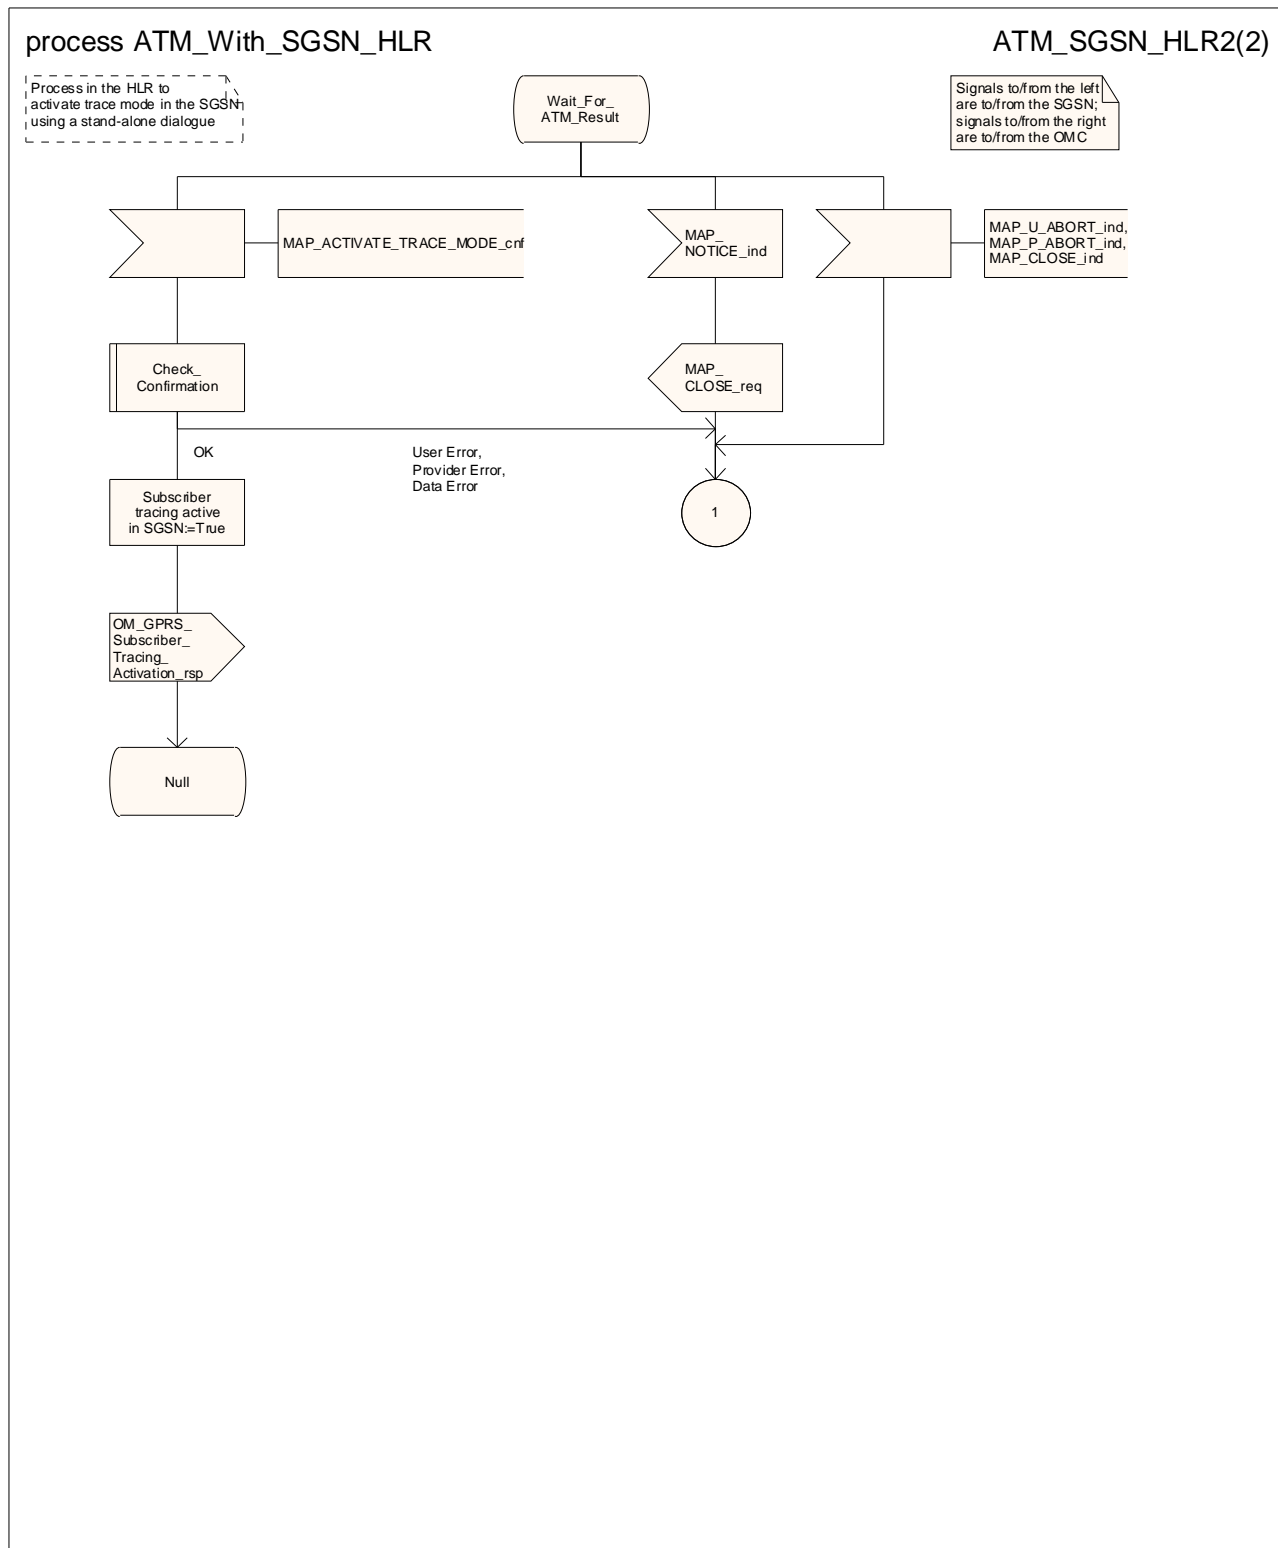 process ATM_With_SGSN_HLR
ATM_SGSN_HLR2(2)
Process in the HLR to
activate trace mode in the SGSN
using a stand-alone dialogue
Wait_For_
ATM_Result
Signals to/from the left
are to/from the SGSN;
signals to/from the right
are to/from the OMC
MAP_ACTIVATE_TRACE_MODE_cnf
MAP_
NOTICE_ind
MAP_U_ABORT_ind,
MAP_P_ABORT_ind,
MAP_CLOSE_ind
Check_
Confirmation
MAP_
CLOSE_req
OK
User Error,
Provider Error,
Data Error
Subscriber
tracing active
in SGSN:=True
1
OM_GPRS_
Subscriber_
Tracing_
Activation_rsp
Null